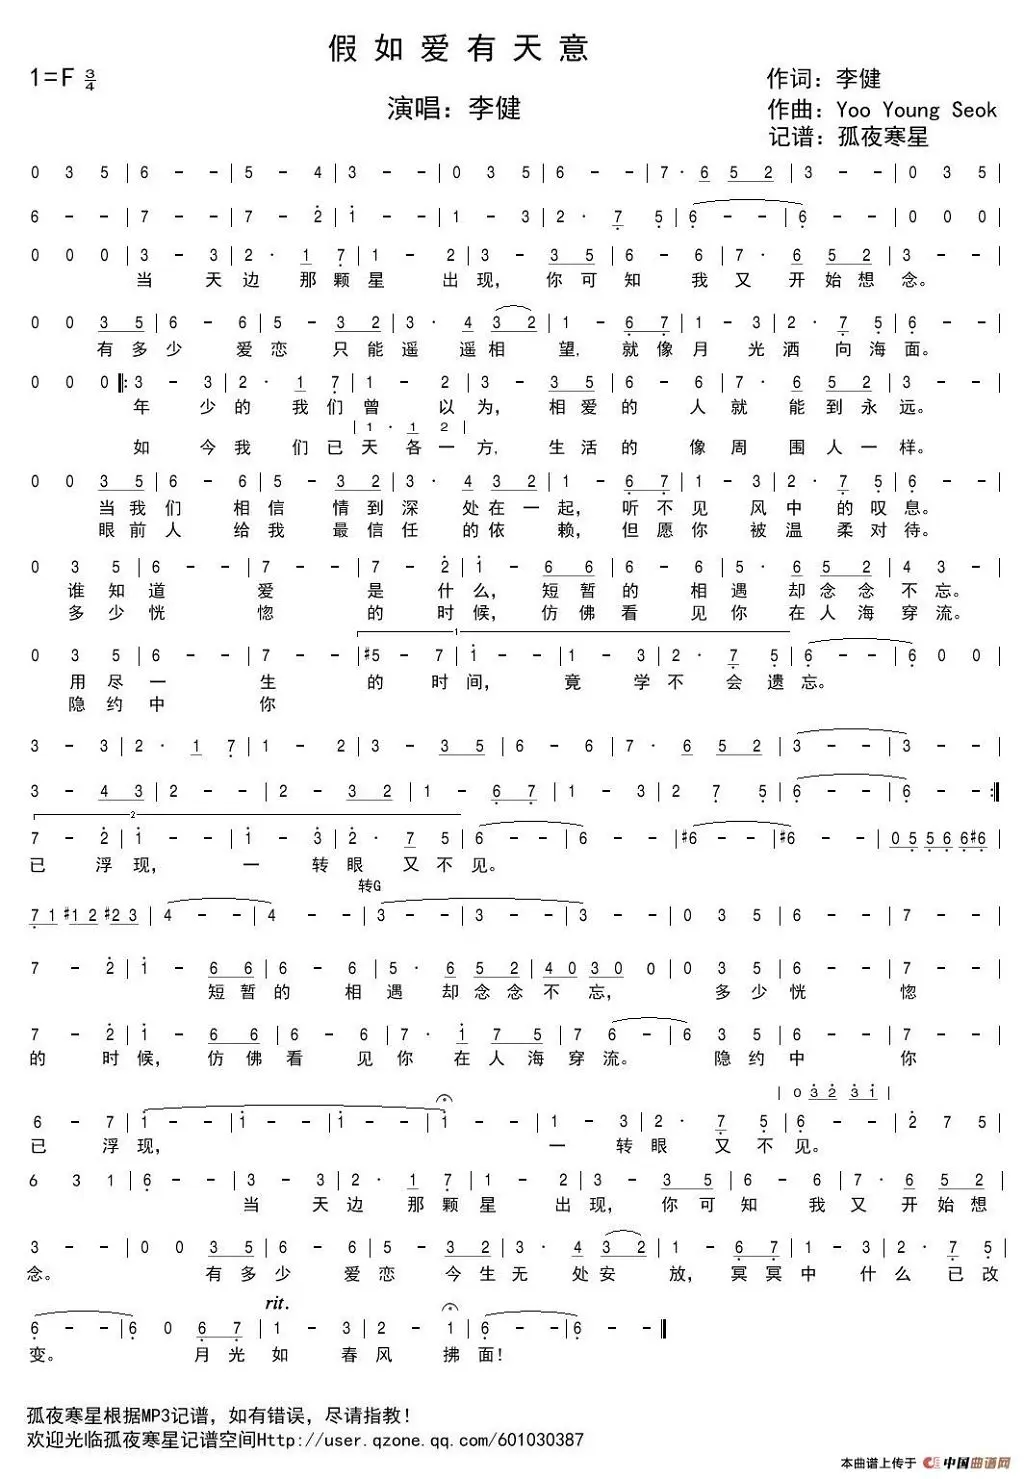 假如爱有天意
1=F 3/4
作词：李健
演唱：李健
作曲：Yoo Young Seok
记谱：孤夜寒星
0 3 5 | 6 - - | 5 - 4 | 3 - - | 0 3 5 | 6 - - | 7 · 6 5 2 | 3 - - | 0 3 5 |
6 - - | 7 - - | 7 - 2 | 1 - - | 1 - 3 | 2 · 7 5 | 6 - - | 6 - - | 0 0 0 |
0 0 0 | 3 - 3 | 2 · 1 7 | 1 - 2 | 3 - 3 5 | 6 - 6 | 7 · 6 5 2 | 3 - - |
当 天边 那颗星 出现， 你可知 我又 开始想念。
0 0 3 5 | 6 - 6 | 5 - 3 2 | 3 · 4 3 2 | 1 - 6 7 | 1 - 3 | 2 · 7 5 | 6 - - |
有多少 爱恋 只能遥 遥相 望, 就像月 光洒 向海面。
0 0 0 ‖: 3 - 3 | 2 · 1 7 | 1 - 2 | 3 - 3 5 | 6 - 6 | 7 · 6 5 2 | 3 - - |
年 少的 我们曾 以为， 相爱的 人就 能到永远。
| 1 · 1 2 |
如 今我 们已天各一方, 生活的 像周 围人一样。
0 0 3 5 | 6 - 6 | 5 - 3 5 | 3 · 4 3 2 | 1 - 6 7 | 1 - 3 | 2 · 7 5 | 6 - - |
当我们 相信 情到深 处在一起， 听不见 风中 的叹息。
眼前人 给我 最信任 的依 赖， 但愿你 被温 柔对待。
0 3 5 | 6 - - | 7 - - | 7 - 2 | 1 - 6 6 | 6 - 6 | 5 · 6 5 2 | 4 3 - |
谁知道 爱 是 什么， 短暂的 相遇 却念念不忘。
多少恍 惚 的 时候， 仿佛看 见你 在人海穿流。
1
0 3 5 | 6 - - | 7 - - | #5 - 7 | 1 - - | 1 - 3 | 2 · 7 5 | 6 - - | 6 0 0 |
用尽一 生 的 时间， 竟 学不 会遗忘。
隐约中 你
3 - 3 | 2 · 1 7 | 1 - 2 | 3 - 3 5 | 6 - 6 | 7 · 6 5 2 | 3 - - | 3 - - |
3 - 4 3 | 2 - - | 2 - 3 2 | 1 - 6 7 | 1 - 3 | 2 7 5 | 6 - - | 6 - - :‖
2
7 - 2 | 1 - - | 1 - 3 | 2 · 7 5 | 6 - - | 6 - - | #6 - - | #6 - - | 0 5 5 6 6 #6 |
已 浮现， 一 转眼 又不见。
转G
7 1 #1 2 #2 3 | 4 - - | 4 - - | 3 - - | 3 - - | 3 - - | 0 3 5 | 6 - - | 7 - - |
7 - 2 | 1 - 6 6 | 6 - 6 | 5 · 6 5 2 | 4 0 3 0 0 | 0 3 5 | 6 - - | 7 - - |
短暂的 相遇 却念念不忘， 多少恍 惚
7 - 2 | 1 - 6 6 | 6 - 6 | 7 · 1 7 5 | 7 6 - 6 | 6 3 5 | 6 - - | 7 - - |
的 时候， 仿佛看 见你 在人海穿流。 隐约中 你
| 0 3 2 3 1 |
6 - 7 | 1 - - | 1 - - | 1 - - | 1 - - | 1 - 3 | 2 · 7 5 | 6 - - | 2 7 5 |
已 浮现， 一 转眼 又不见。
6 3 1 | 6 - - | 3 - 3 | 2 · 1 7 | 1 - 2 | 3 - 3 5 | 6 - 6 | 7 · 6 5 2 |
当 天边 那颗星 出现， 你可知 我又 开始想
3 - - | 0 0 3 5 | 6 - 6 | 5 - 3 2 | 3 · 4 3 2 | 1 - 6 7 | 1 - 3 | 2 · 7 5 |
念。 有多少 爱恋 今生无 处安 放，冥冥中 什么 已改
rit.
6 - - | 6 0 6 7 | 1 - 3 | 2 - 1 | 6 - - | 6 - - ‖
变。 月光如 春风 拂面！
孤夜寒星根据MP3记谱，如有错误，尽请指教！
欢迎光临孤夜寒星记谱空间Http://user.qzone.qq.com/601030387
本曲谱上传于 中国曲谱网